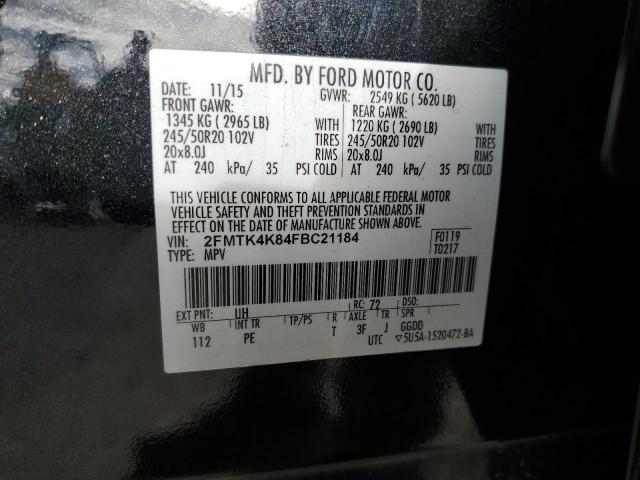 MFD. BY FORD MOTOR CO.
DATE: 11/15 GVWR: 2549 KG ( 5620 LB)
FRONT GAWR: REAR GAWR:
1345 KG ( 2965 LB) WITH 1220 KG ( 2690 LB)
245/50R20 102V TIRES 245/50R20 102V
20x8.0J RIMS 20x8.0J
AT 240 kPa/ 35 PSI COLD AT 240 kPa/ 35 PSI COLD
WITH
TIRES
RIMS
THIS VEHICLE CONFORMS TO ALL APPLICABLE FEDERAL MOTOR
VEHICLE SAFETY AND THEFT PREVENTION STANDARDS IN
EFFECT ON THE DATE OF MANUFACTURE SHOWN ABOVE.
VIN: 2FMTK4K84FBC21184 F0119
TYPE: MPV T0217
EXT PNT: UH RC: 72 DSO:
WB INT TR TP/PS R AXLE TR SPR
112 PE T 3F J GGDD
UTC ▽5U5A-1520472-BA